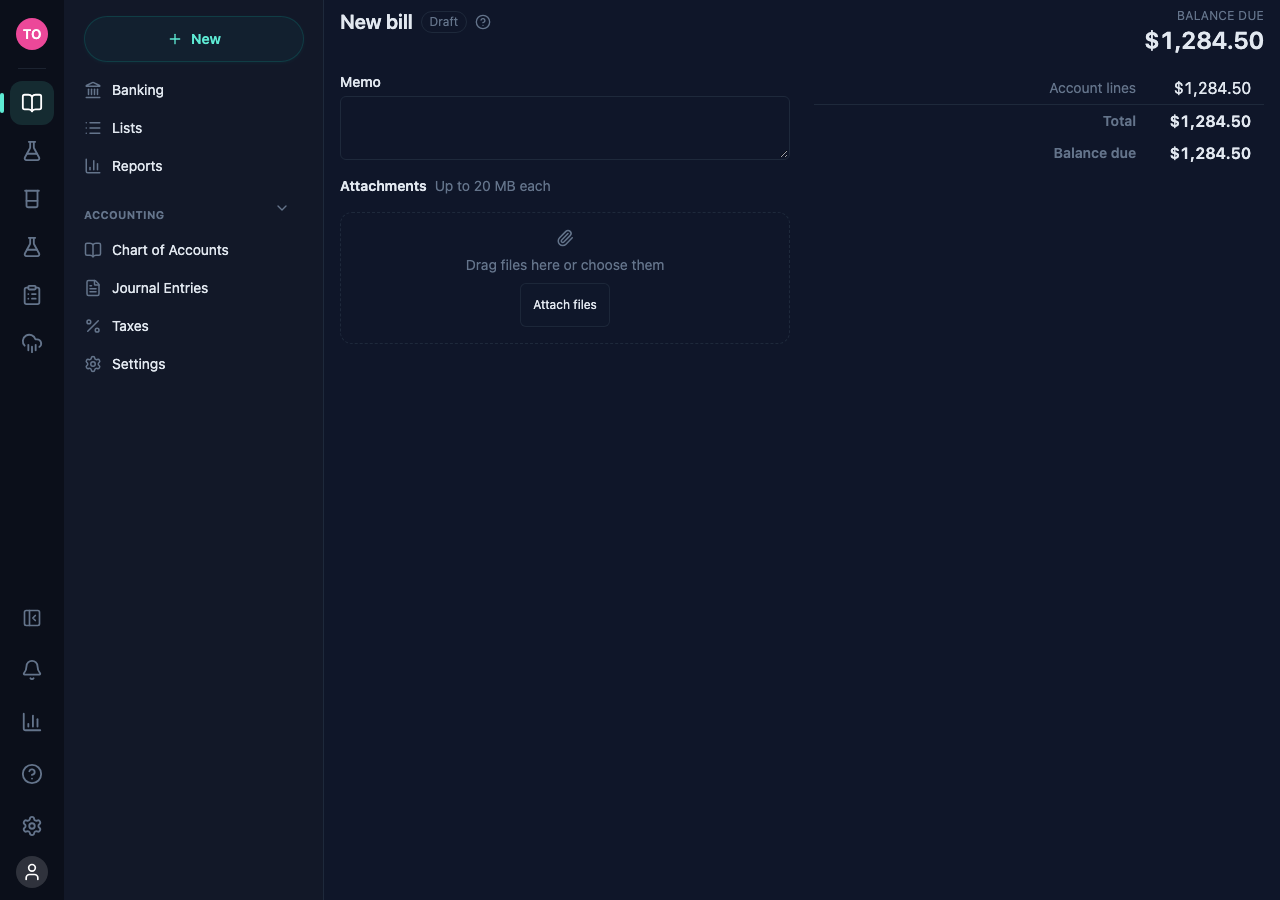 TO
New
Banking
Lists
Reports
ACCOUNTING
Chart of Accounts
Journal Entries
Taxes
Settings
New bill
Draft
BALANCE DUE
$1,284.50
Memo
Account lines $1,284.50
Total $1,284.50
Balance due $1,284.50
Attachments Up to 20 MB each
Drag files here or choose them
Attach files